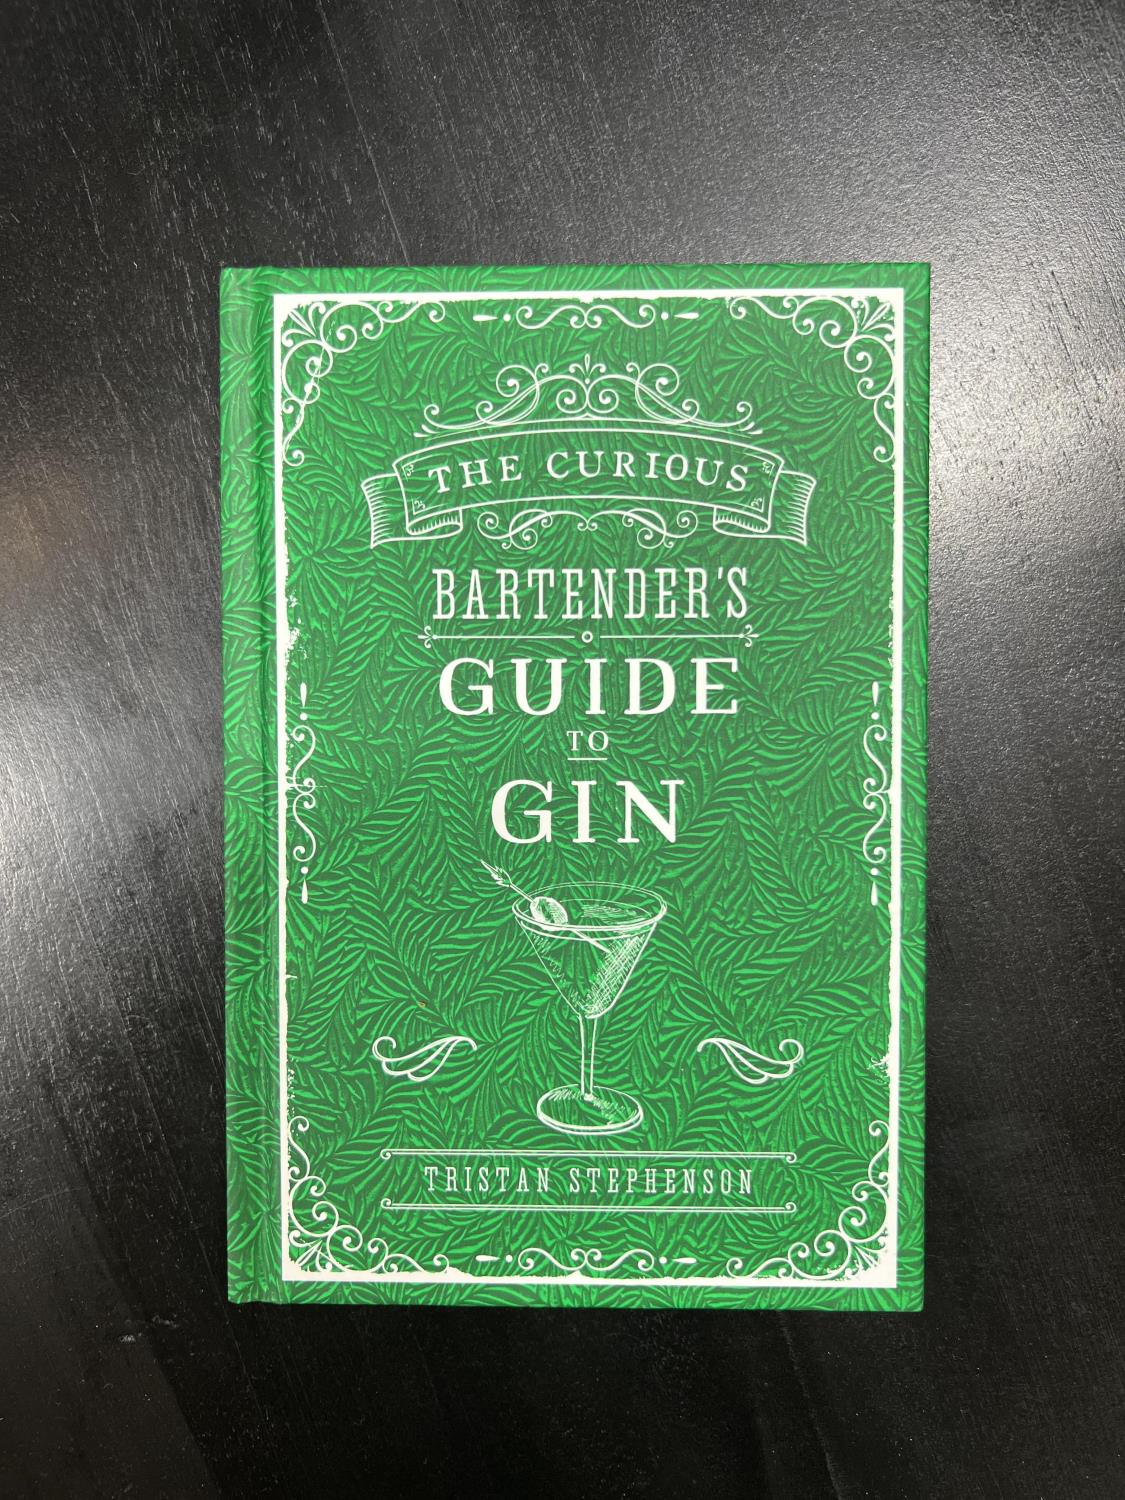 THE CURIOUS
BARTENDER'S
GUIDE
TO
GIN
TRISTAN STEPHENSON